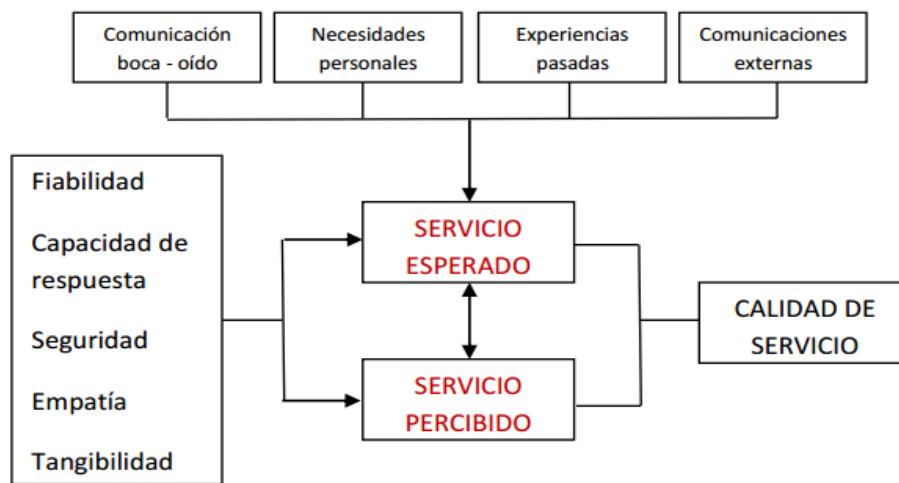 Comunicación
boca - oído
Necesidades
personales
Experiencias
pasadas
Comunicaciones
externas
Fiabilidad
Capacidad de
respuesta
Seguridad
Empatía
Tangibilidad
SERVICIO
ESPERADO
SERVICIO
PERCIBIDO
CALIDAD DE
SERVICIO